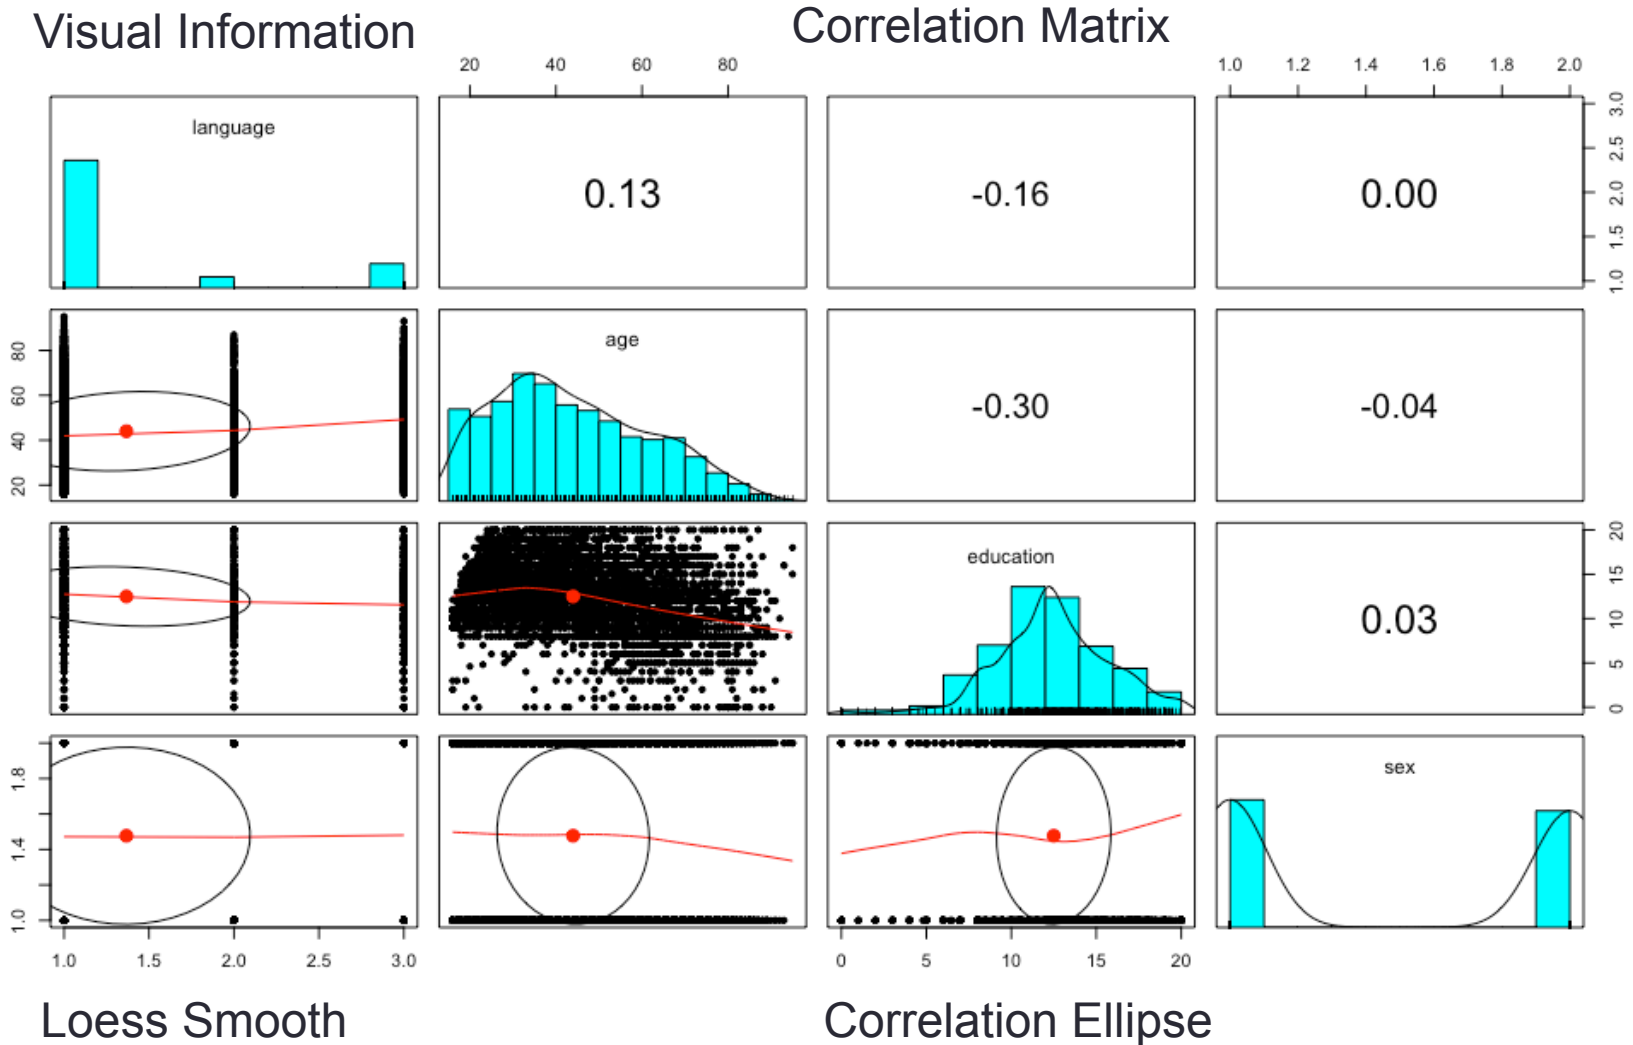 Visual Information
Correlation Matrix
20 40 60 80
1.0 1.2 1.4 1.6 1.8 2.0
language
0.13
-0.16
0.00
1.0 1.5 2.0 2.5 3.0
20 40 60 80
age
-0.30
-0.04
education
0.03
0 5 10 15 20
1.0 1.4 1.8
sex
1.0 1.5 2.0 2.5 3.0
0 5 10 15 20
Loess Smooth
Correlation Ellipse